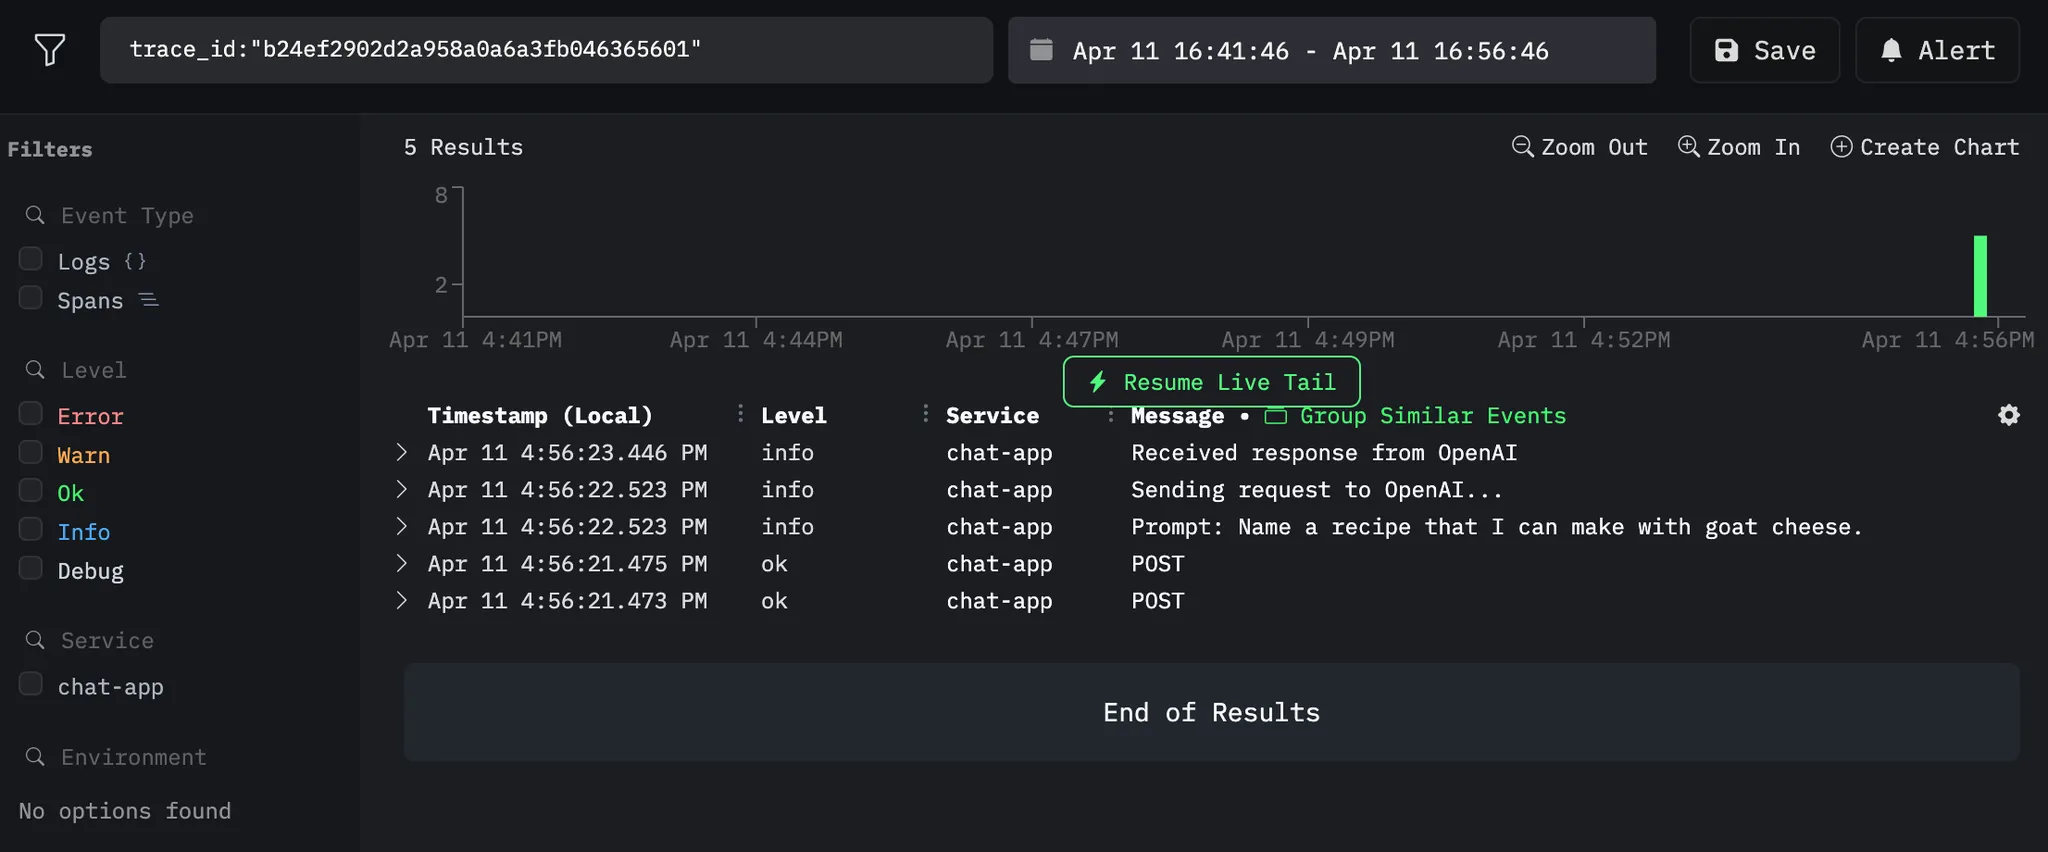 trace_id:"b24ef2902d2a958a0a6a3fb046365601"
Apr 11 16:41:46 - Apr 11 16:56:46
Save
Alert
Filters
Event Type
Logs {}
Spans
Level
Error
Warn
Ok
Info
Debug
Service
chat-app
Environment
No options found
5 Results
Zoom Out
Zoom In
Create Chart
8
2
Apr 11 4:41PM
Apr 11 4:44PM
Apr 11 4:47PM
Apr 11 4:49PM
Apr 11 4:52PM
Apr 11 4:56PM
Resume Live Tail
Timestamp (Local) Level Service Message • Group Similar Events
Apr 11 4:56:23.446 PM info chat-app Received response from OpenAI
Apr 11 4:56:22.523 PM info chat-app Sending request to OpenAI...
Apr 11 4:56:22.523 PM info chat-app Prompt: Name a recipe that I can make with goat cheese.
Apr 11 4:56:21.475 PM ok chat-app POST
Apr 11 4:56:21.473 PM ok chat-app POST
End of Results